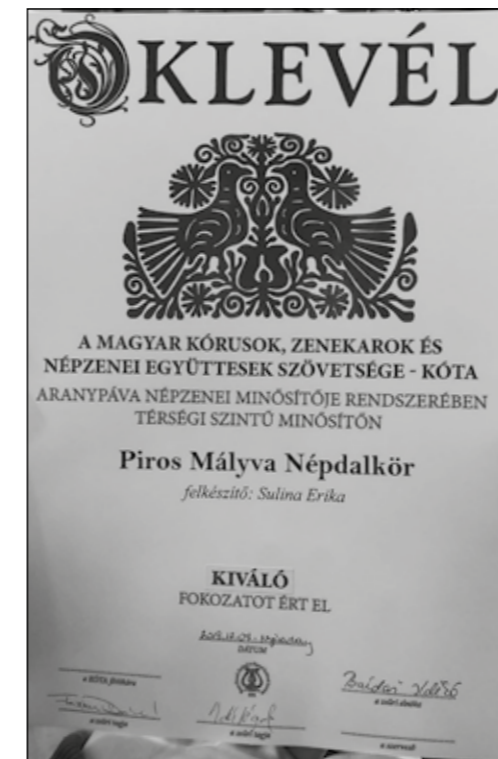 OKLEVÉL
A MAGYAR KÓRUSOK, ZENEKAROK ÉS
NÉPZENEI EGYÜTTESEK SZÖVETSÉGE - KÓTA
ARANYPÁVA NÉPZENEI MINŐSÍTŐJE RENDSZERÉBEN
TÉRSÉGI SZINTŰ MINŐSÍTŐN
Piros Mályva Népdalkör
felkészítő: Sulina Erika
KIVÁLÓ
FOKOZATOT ÉRT EL
DÁTUM
a KÓTA
a zsűri elnöke
a zsűri tagja
a zsűri tagja
a szervező